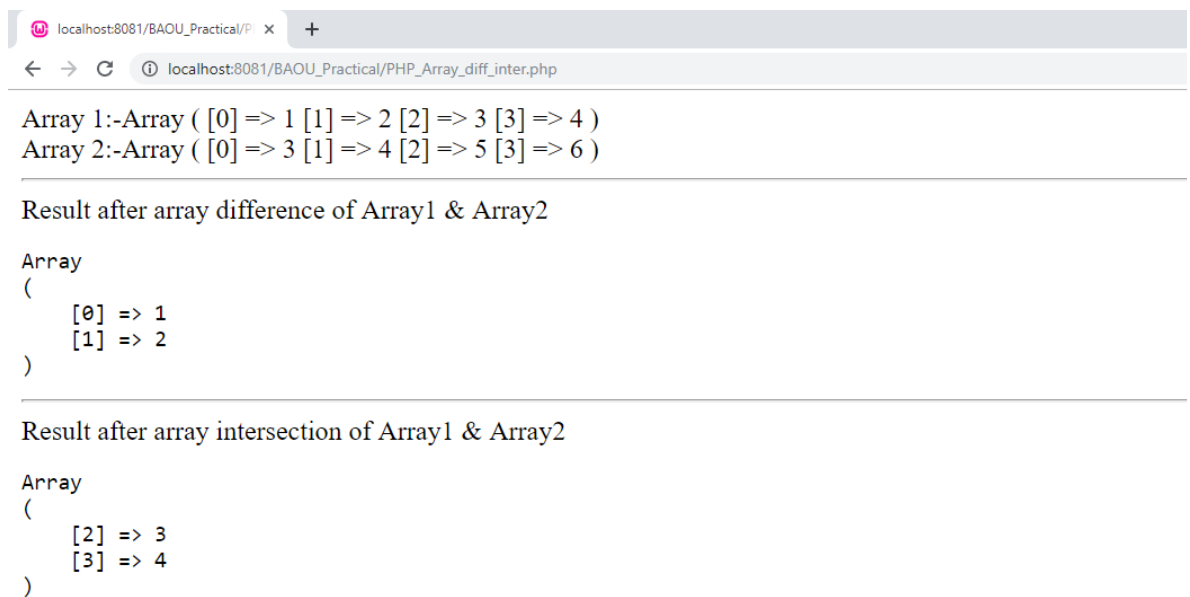 localhost:8081/BAOU_Practical/P
localhost:8081/BAOU_Practical/PHP_Array_diff_inter.php
Array 1:-Array ( [0] => 1 [1] => 2 [2] => 3 [3] => 4 )
Array 2:-Array ( [0] => 3 [1] => 4 [2] => 5 [3] => 6 )
Result after array difference of Array1 & Array2
Array
(
    [0] => 1
    [1] => 2
)
Result after array intersection of Array1 & Array2
Array
(
    [2] => 3
    [3] => 4
)